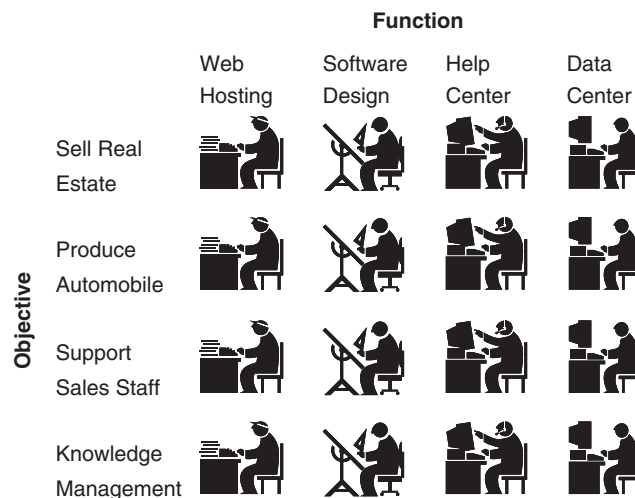 Function
Web
Hosting
Software
Design
Help
Center
Data
Center
Sell Real
Estate
Produce
Automobile
Support
Sales Staff
Knowledge
Management
Objective